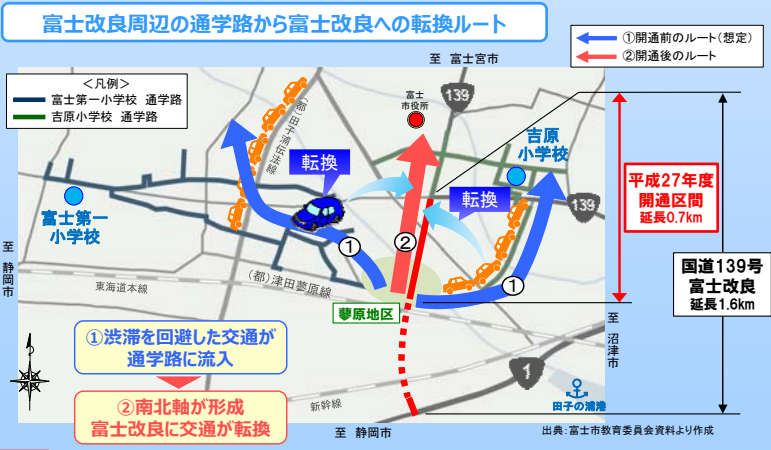 富士改良周辺の通学路から富士改良への転換ルート
①開通前のルート(想定)
②開通後のルート
至 富士宮市
<凡例>
富士第一小学校 通学路
吉原小学校 通学路
(都)田子浦伝法線
富士
市役所
139
吉原
小学校
転換
転換
139
富士第一
小学校
①
②
①
平成27年度
開通区間
延長0.7km
国道139号
富士改良
延長1.6km
至 静岡市
東海道本線
(都)津田蓼原線
蓼原地区
至 沼津市
①渋滞を回避した交通が
通学路に流入
②南北軸が形成
富士改良に交通が転換
新幹線
1
田子の浦港
至 静岡市
出典:富士市教育委員会資料より作成